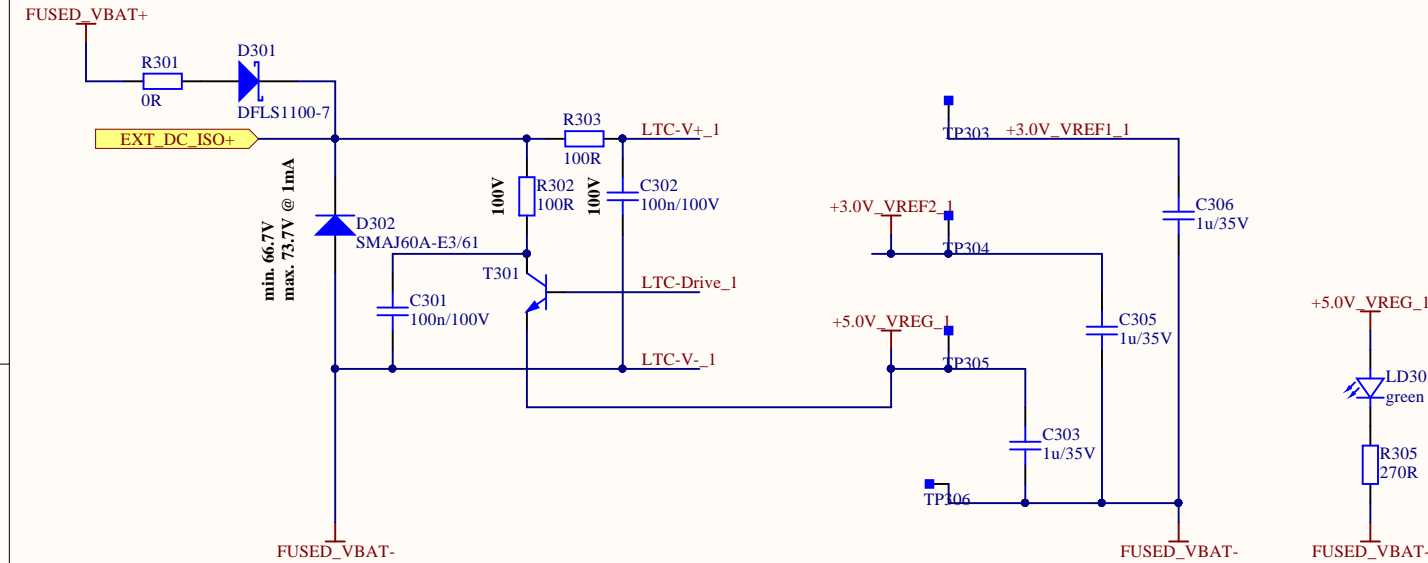 FUSED_VBAT+
R301
0R
D301
DFLS1100-7
EXT_DC_ISO+
min. 66.7V
max. 73.7V @ 1mA
D302
SMAJ60A-E3/61
R303
100R
LTC-V+_1
100V
R302
100R
100V
C302
100n/100V
T301
LTC-Drive_1
C301
100n/100V
LTC-V-_1
FUSED_VBAT-
TP303
+3.0V_VREF1_1
C306
1u/35V
+3.0V_VREF2_1
TP304
C305
1u/35V
+5.0V_VREG_1
TP305
C303
1u/35V
TP306
FUSED_VBAT-
+5.0V_VREG_1
LD30
green
R305
270R
FUSED_VBAT-